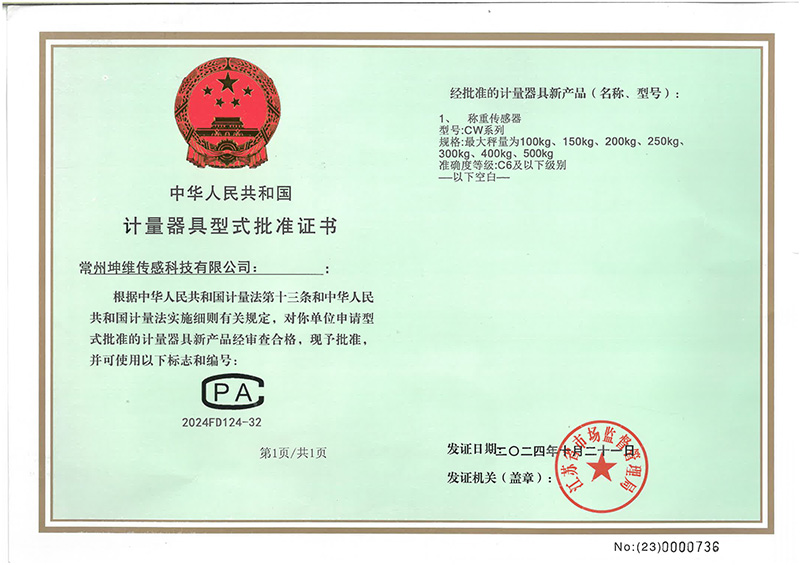 中华人民共和国
计量器具型式批准证书
常州坤维传感科技有限公司：
：
根据中华人民共和国计量法第十三条和中华人民
共和国计量法实施细则有关规定，对你单位申请型
式批准的计量器具新产品经审查合格，现予批准，
并可使用以下标志和编号：
CPA
2024FD124-32
第1页/共1页
经批准的计量器具新产品（名称、型号）：
1、 称重传感器
型号:CW系列
规格:最大秤量为100kg、150kg、200kg、250kg、
300kg、400kg、500kg
准确度等级:C6及以下级别
—以下空白—
发证日期：二〇二四年十月二十一日
发证机关（盖章）：
江苏省市场监督管理局
No:(23)0000736